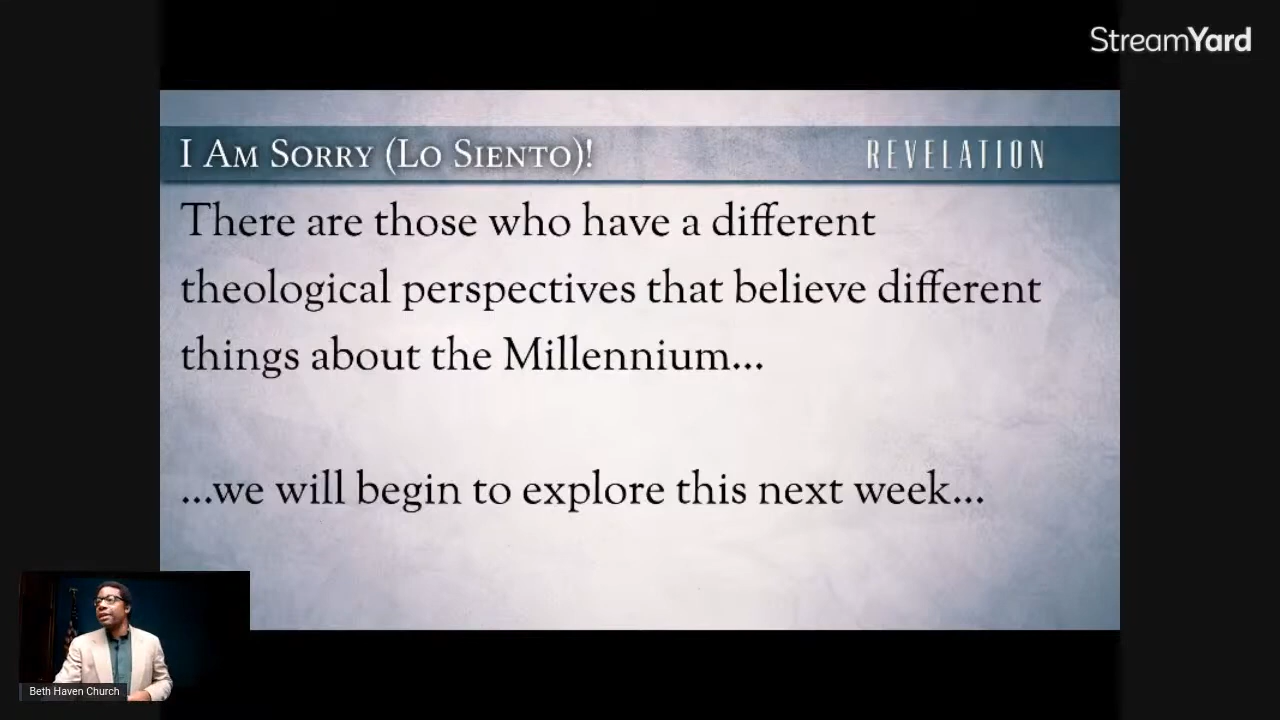 StreamYard
I Am Sorry (Lo Siento)!
REVELATION
There are those who have a different
theological perspectives that believe different
things about the Millennium...
...we will begin to explore this next week...
Beth Haven Church